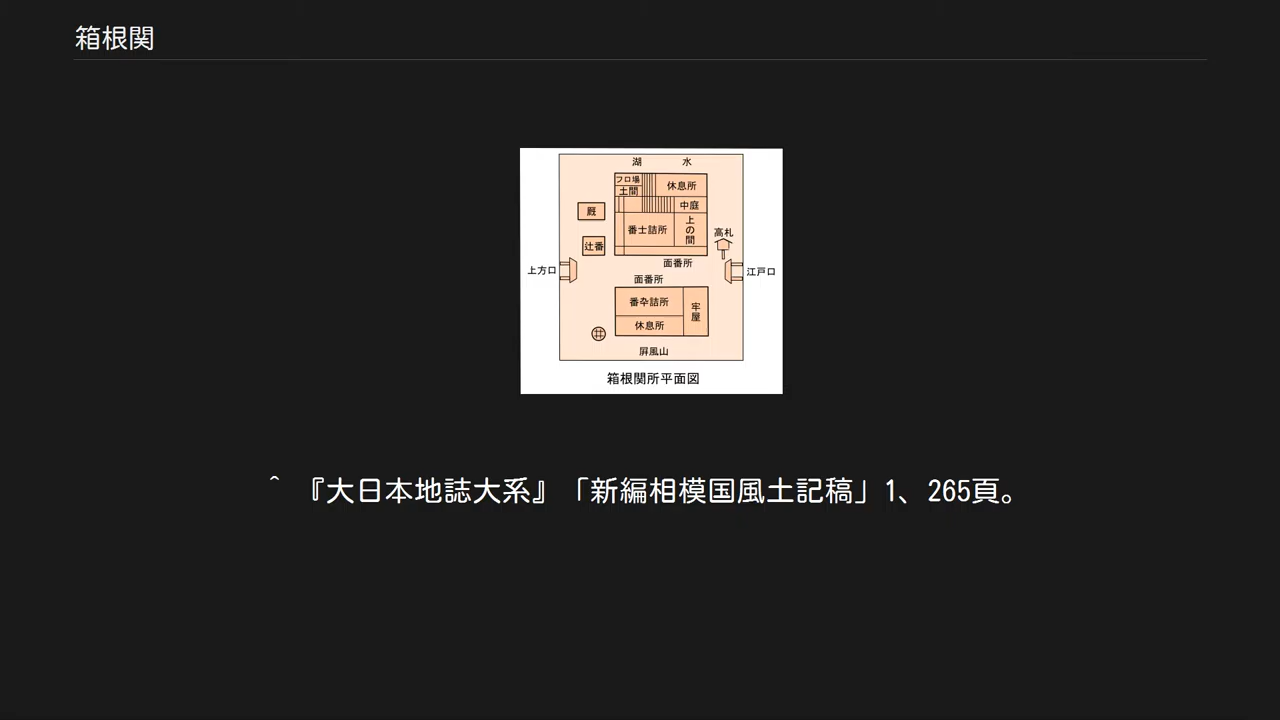 箱根関
湖 水
フロ場
土間
休息所
中庭
厩
番士詰所
上の間
高札
辻番
面番所
上方口
江戸口
面番所
番卒詰所
牢屋
休息所
屛風山
箱根関所平面図
^ 『大日本地誌大系』「新編相模国風土記稿」1、265頁。